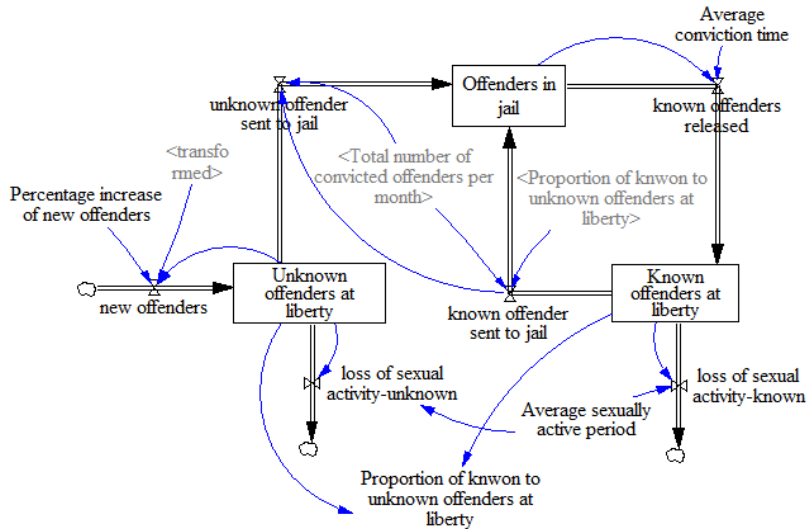 Average
conviction time
unknown offender
sent to jail
Offenders in
jail
known offenders
released
<transfo
rmed>
<Total number of
convicted offenders per
month>
<Proportion of knwon to
unknown offenders at
liberty>
Percentage increase
of new offenders
new offenders
Unknown
offenders at
liberty
known offender
sent to jail
Known
offenders at
liberty
loss of sexual
activity-unknown
Average sexually
active period
loss of sexual
activity-known
Proportion of knwon to
unknown offenders at
liberty